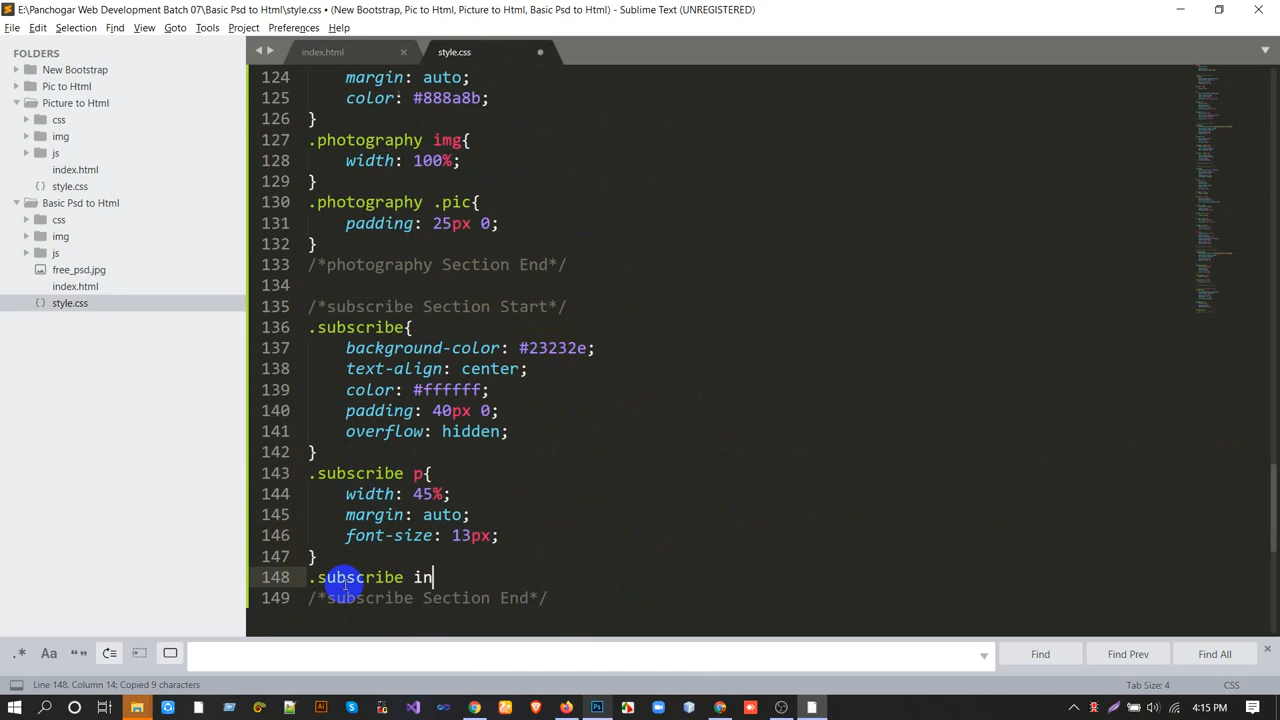 E:\Panchogar Web Development Batch 07\Basic Psd to Html\style.css • (New Bootstrap, Pic to Html, Picture to Html, Basic Psd to Html) - Sublime Text (UNREGISTERED)
File Edit Selection Find View Goto Tools Project Preferences Help
FOLDERS
New Bootstrap
Pic to Html
Picture to Html
css
img
js
index.html
style.css
Basic Psd to Html
css
img
js
free_psd.jpg
index.html
style.css
index.html style.css
124 margin: auto;
125 color: #888a8b;
126 }
127 .photography img{
128 width: 100%;
129 }
130 .photography .pic{
131 padding: 25px 0;
132 }
133 /*photography Section End*/
134
135 /*subscribe Section Start*/
136 .subscribe{
137 background-color: #23232e;
138 text-align: center;
139 color: #ffffff;
140 padding: 40px 0;
141 overflow: hidden;
142 }
143 .subscribe p{
144 width: 45%;
145 margin: auto;
146 font-size: 13px;
147 }
148 .subscribe in
149 /*subscribe Section End*/
.* Aa “” Find Find Prev Find All
Line 148, Column 14; Copied 9 characters Tab Size: 4 CSS
4:15 PM